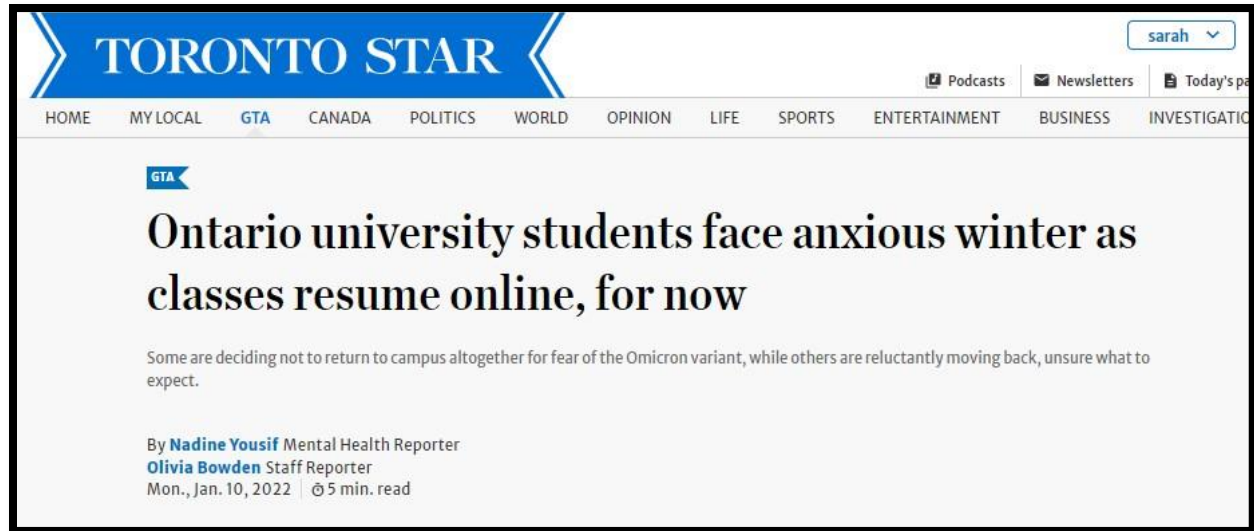 TORONTO STAR
sarah
Podcasts Newsletters Today's pa
HOME MY LOCAL GTA CANADA POLITICS WORLD OPINION LIFE SPORTS ENTERTAINMENT BUSINESS INVESTIGATIO
GTA
Ontario university students face anxious winter as
classes resume online, for now
Some are deciding not to return to campus altogether for fear of the Omicron variant, while others are reluctantly moving back, unsure what to
expect.
By Nadine Yousif Mental Health Reporter
Olivia Bowden Staff Reporter
Mon., Jan. 10, 2022 5 min. read